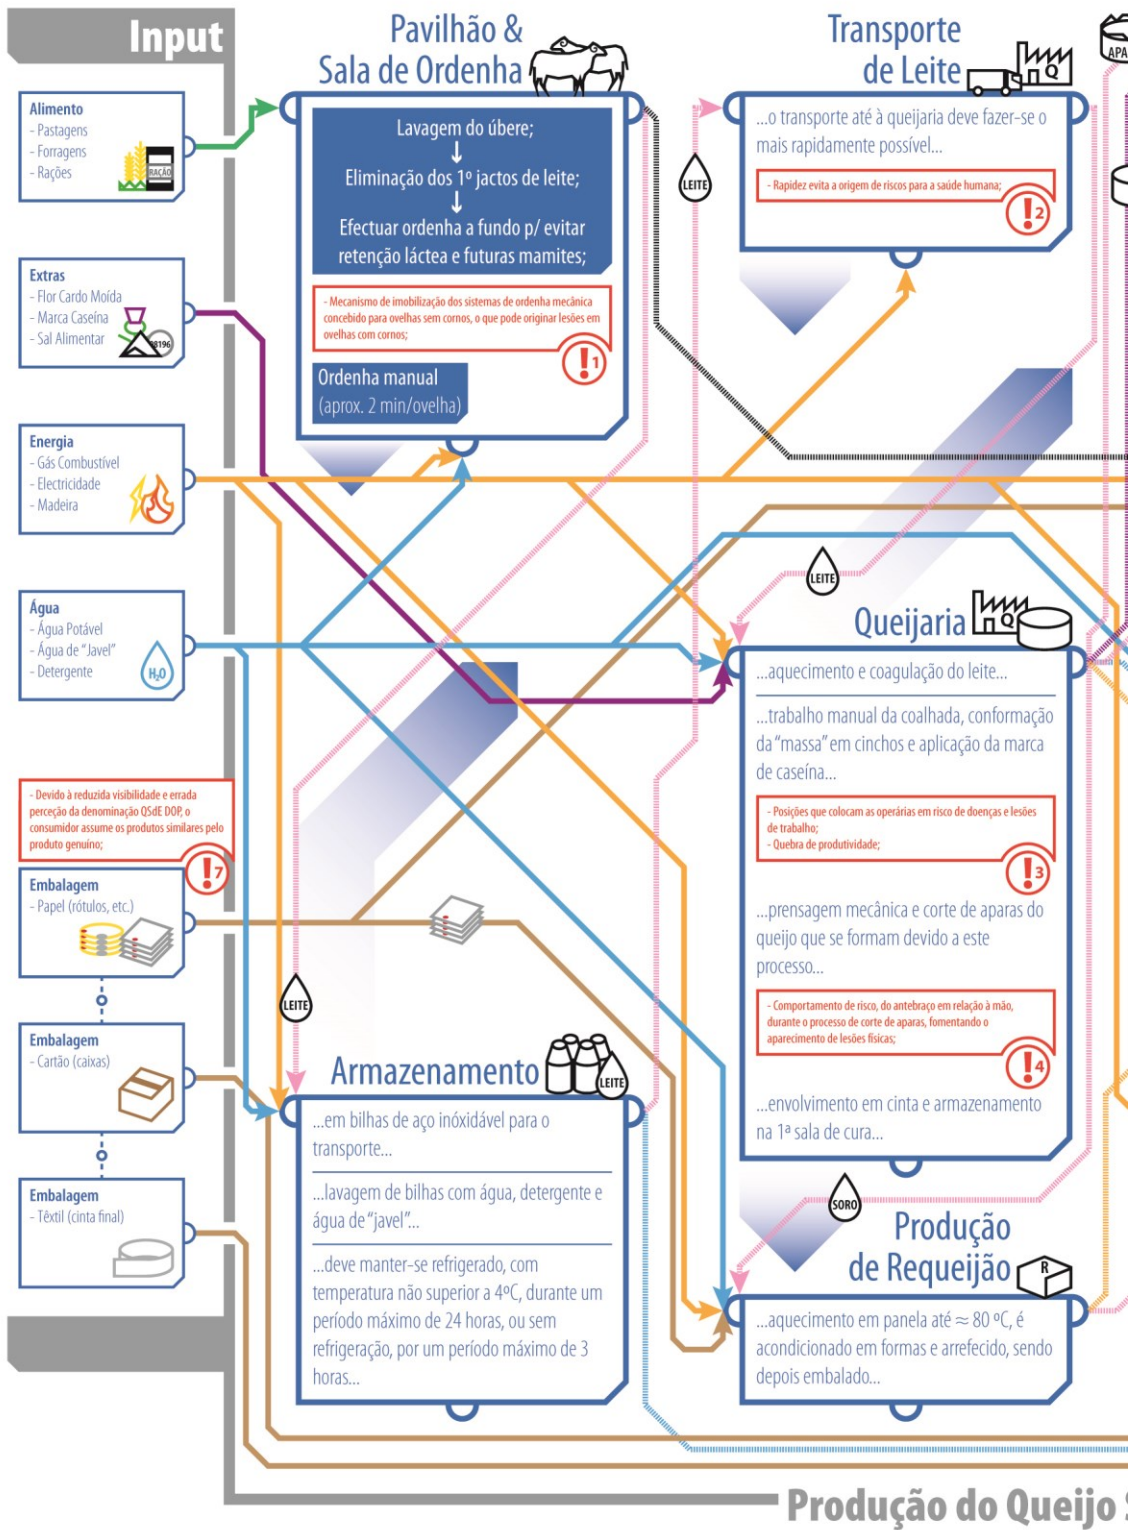 Input
Alimento
- Pastagens
- Forragens
- Rações
RAÇÃO
Extras
- Flor Cardo Moída
- Marca Caseína
- Sal Alimentar
98196
Energia
- Gás Combustível
- Electricidade
- Madeira
Água
- Água Potável
- Água de "Javel"
- Detergente
H₂O
- Devido à reduzida visibilidade e errada
perceção da denominação QSdE DOP, o
consumidor assume os produtos similares pelo
produto genuíno;
!7
Embalagem
- Papel (rótulos, etc.)
Embalagem
- Cartão (caixas)
Embalagem
- Têxtil (cinta final)
Pavilhão &
Sala de Ordenha
Lavagem do úbere;
Eliminação dos 1º jactos de leite;
Efectuar ordenha a fundo p/ evitar
retenção láctea e futuras mamites;
- Mecanismo de imobilização dos sistemas de ordenha mecânica
concebido para ovelhas sem cornos, o que pode originar lesões em
ovelhas com cornos;
!1
Ordenha manual
(aprox. 2 min/ovelha)
LEITE
Armazenamento
LEITE
...em bilhas de aço inóxidável para o
transporte...
...lavagem de bilhas com água, detergente e
água de "javel"...
...deve manter-se refrigerado, com
temperatura não superior a 4ºC, durante um
período máximo de 24 horas, ou sem
refrigeração, por um período máximo de 3
horas...
LEITE
Transporte
de Leite
Q
...o transporte até à queijaria deve fazer-se o
mais rapidamente possível...
- Rapidez evita a origem de riscos para a saúde humana;
!2
LEITE
Queijaria
Q
...aquecimento e coagulação do leite...
...trabalho manual da coalhada, conformação
da "massa" em cinchos e aplicação da marca
de caseína...
- Posições que colocam as operárias em risco de doenças e lesões
de trabalho;
- Quebra de produtividade;
!3
...prensagem mecânica e corte de aparas do
queijo que se formam devido a este
processo...
- Comportamento de risco, do antebraço em relação à mão,
durante o processo de corte de aparas, fomentando o
aparecimento de lesões físicas;
!4
...envolvimento em cinta e armazenamento
na 1ª sala de cura...
SORO
Produção
de Requeijão
R
...aquecimento em panela até ≈ 80 ºC, é
acondicionado em formas e arrefecido, sendo
depois embalado...
APA
Produção do Queijo S